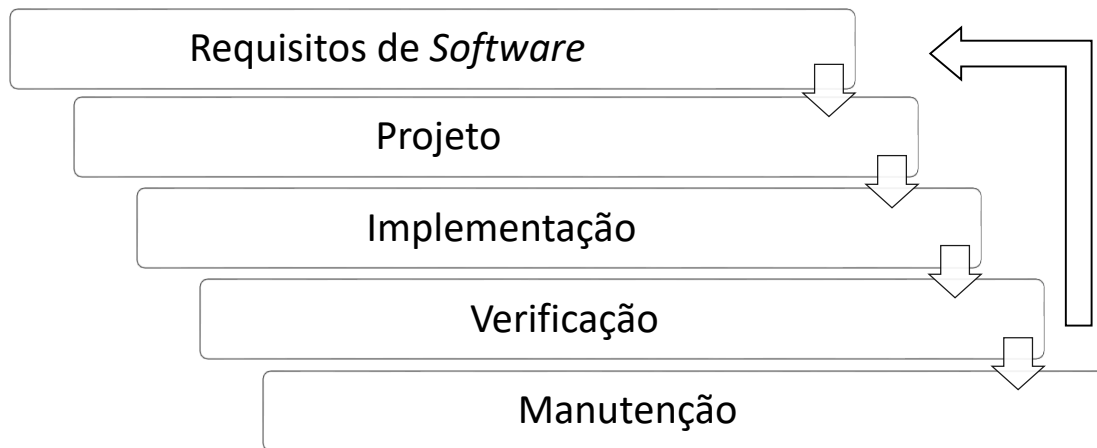 Requisitos de Software
Projeto
Implementação
Verificação
Manutenção